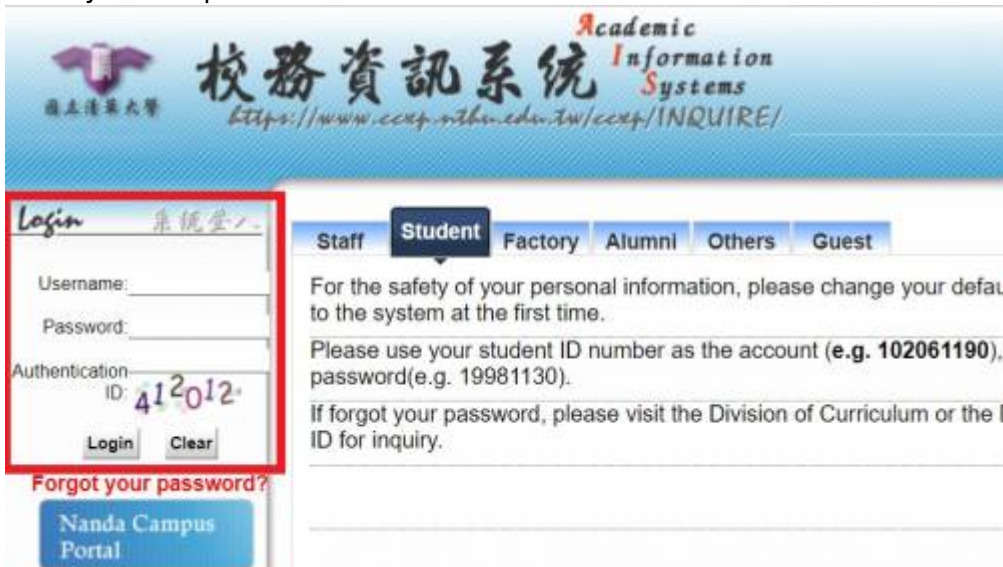 Academic
Information
Systems
校務資訊系統
國立清華大學
https://www.ccxp.nthu.edu.tw/ccxp/INQUIRE/
Login 系統登入
Username:
Password:
Authentication
ID: 412012
Login Clear
Forgot your password?
Nanda Campus
Portal
Staff Student Factory Alumni Others Guest
For the safety of your personal information, please change your defau
to the system at the first time.
Please use your student ID number as the account (e.g. 102061190),
password(e.g. 19981130).
If forgot your password, please visit the Division of Curriculum or the
ID for inquiry.